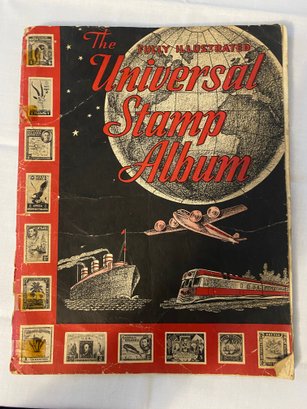 The
FULLY ILLUSTRATED
Universal
Stamp
Album